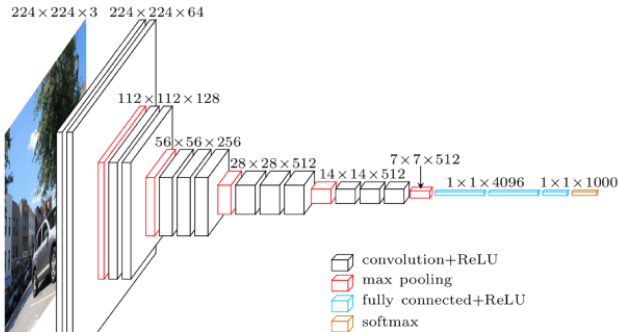 224×224×3
224×224×64
112×112×128
56×56×256
28×28×512
14×14×512
7×7×512
1×1×4096
1×1×1000
convolution+ReLU
max pooling
fully connected+ReLU
softmax